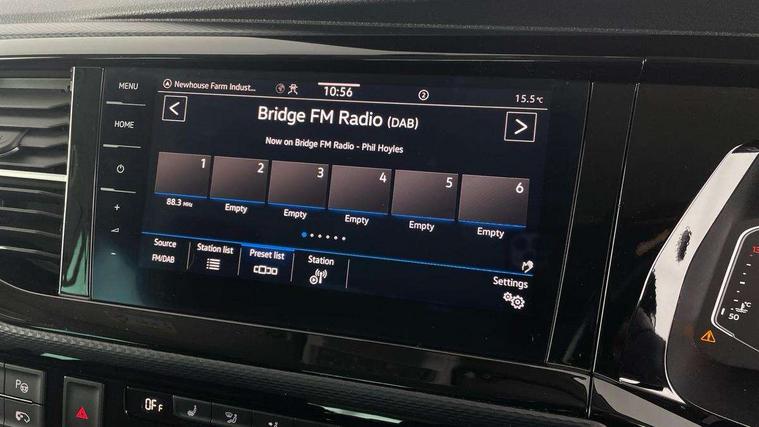 MENU
HOME
+
-
Newhouse Farm Indust...
10:56
2
15.5°C
<
Bridge FM Radio (DAB)
>
Now on Bridge FM Radio - Phil Hoyles
1 2 3 4 5 6
88.3 MHz Empty Empty Empty Empty Empty
Source
FM/DAB
Station list
Preset list
Station
Settings
P
OFF
50
°C